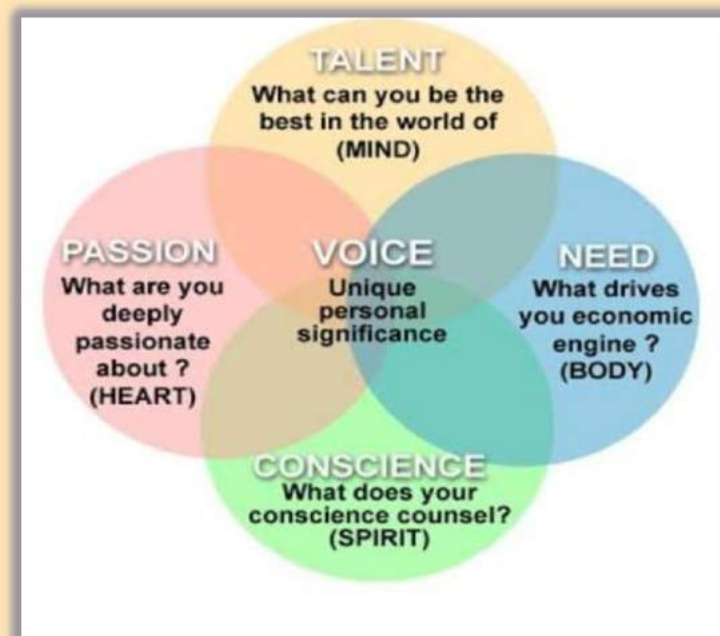 TALENT
What can you be the
best in the world of
(MIND)
PASSION
What are you
deeply
passionate
about ?
(HEART)
VOICE
Unique
personal
significance
NEED
What drives
you economic
engine ?
(BODY)
CONSCIENCE
What does your
conscience counsel?
(SPIRIT)